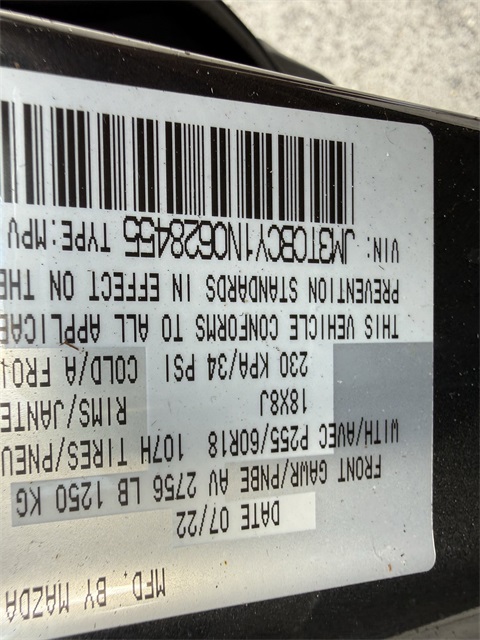 MFD. BY MAZDA
DATE 07/22
FRONT GAWR/PNBE AV 2756 LB 1250 KG
WITH/AVEC P255/60R18 107H TIRES/PNEU
18X8J RIMS/JANTE
230 KPA/34 PSI COLD/A FROI
THIS VEHICLE CONFORMS TO ALL APPLICABLE
PREVENTION STANDARDS IN EFFECT ON THE
VIN: JM3TCBCY1N0628455 TYPE:MPV